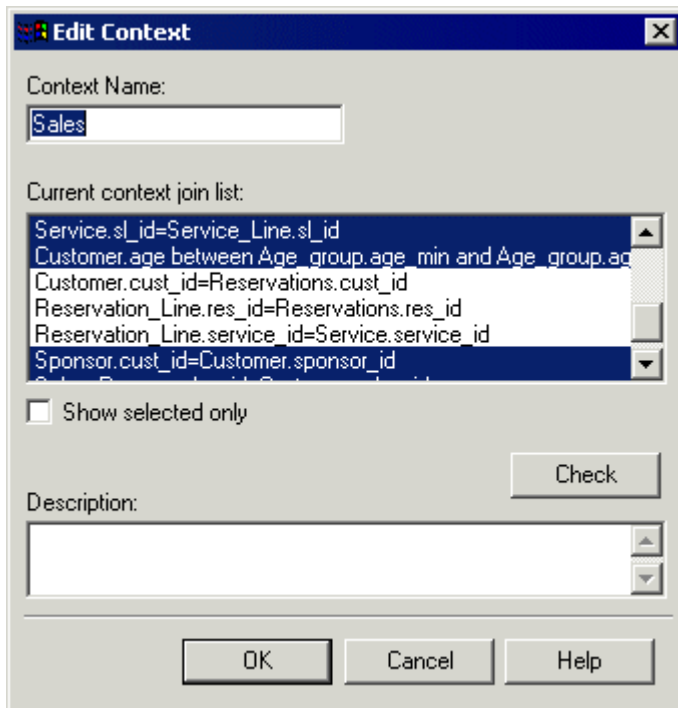 Edit Context
Context Name:
Sales
Current context join list:
Service.sl_id=Service_Line.sl_id
Customer.age between Age_group.age_min and Age_group.ag
Customer.cust_id=Reservations.cust_id
Reservation_Line.res_id=Reservations.res_id
Reservation_Line.service_id=Service.service_id
Sponsor.cust_id=Customer.sponsor_id
Show selected only
Check
Description:
OK
Cancel
Help